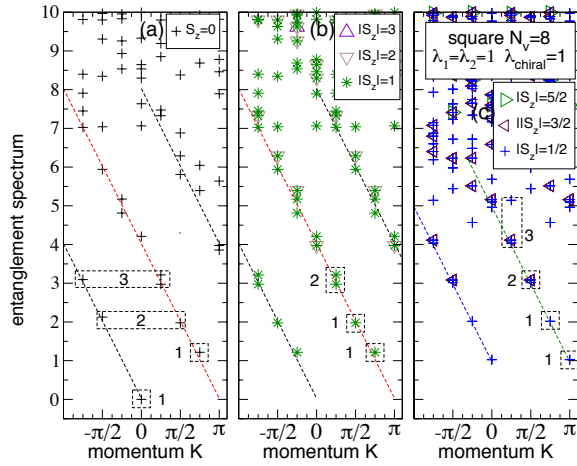 (a) + S_z=0
(b) |S_z|=3
|S_z|=2
|S_z|=1
square N_v=8
λ_1=λ_2=1 λ_chiral=1
(c) |S_z|=5/2
||S_z|=3/2
|S_z|=1/2
entanglement spectrum
10
9
8
7
6
5
4
3
2
1
0
3
2
1
1
2
2
1
1
3
2
1
1
-π/2 0 π/2 π
-π/2 0 π/2 π
-π/2 0 π/2 π
momentum K
momentum K
momentum K